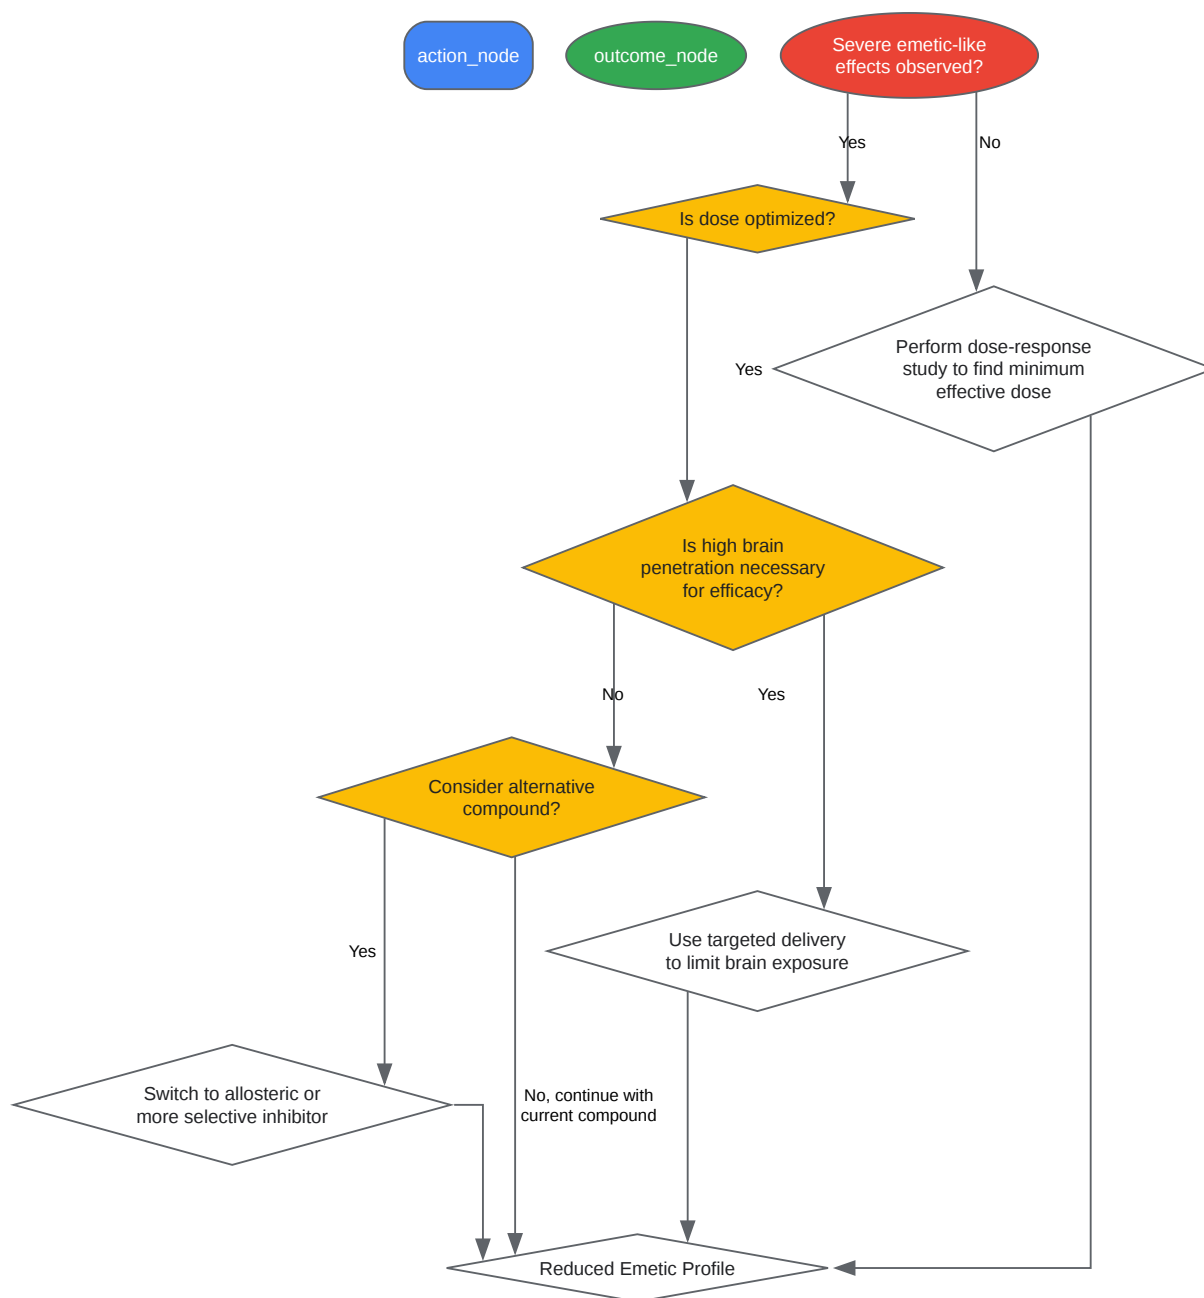 action_node
outcome_node
Severe emetic-like
effects observed?
Yes
No
Is dose optimized?
Perform dose-response
study to find minimum
effective dose
Yes
Is high brain
penetration necessary
for efficacy?
No
Yes
Consider alternative
compound?
Use targeted delivery
to limit brain exposure
Yes
Switch to allosteric or
more selective inhibitor
No, continue with
current compound
Reduced Emetic Profile